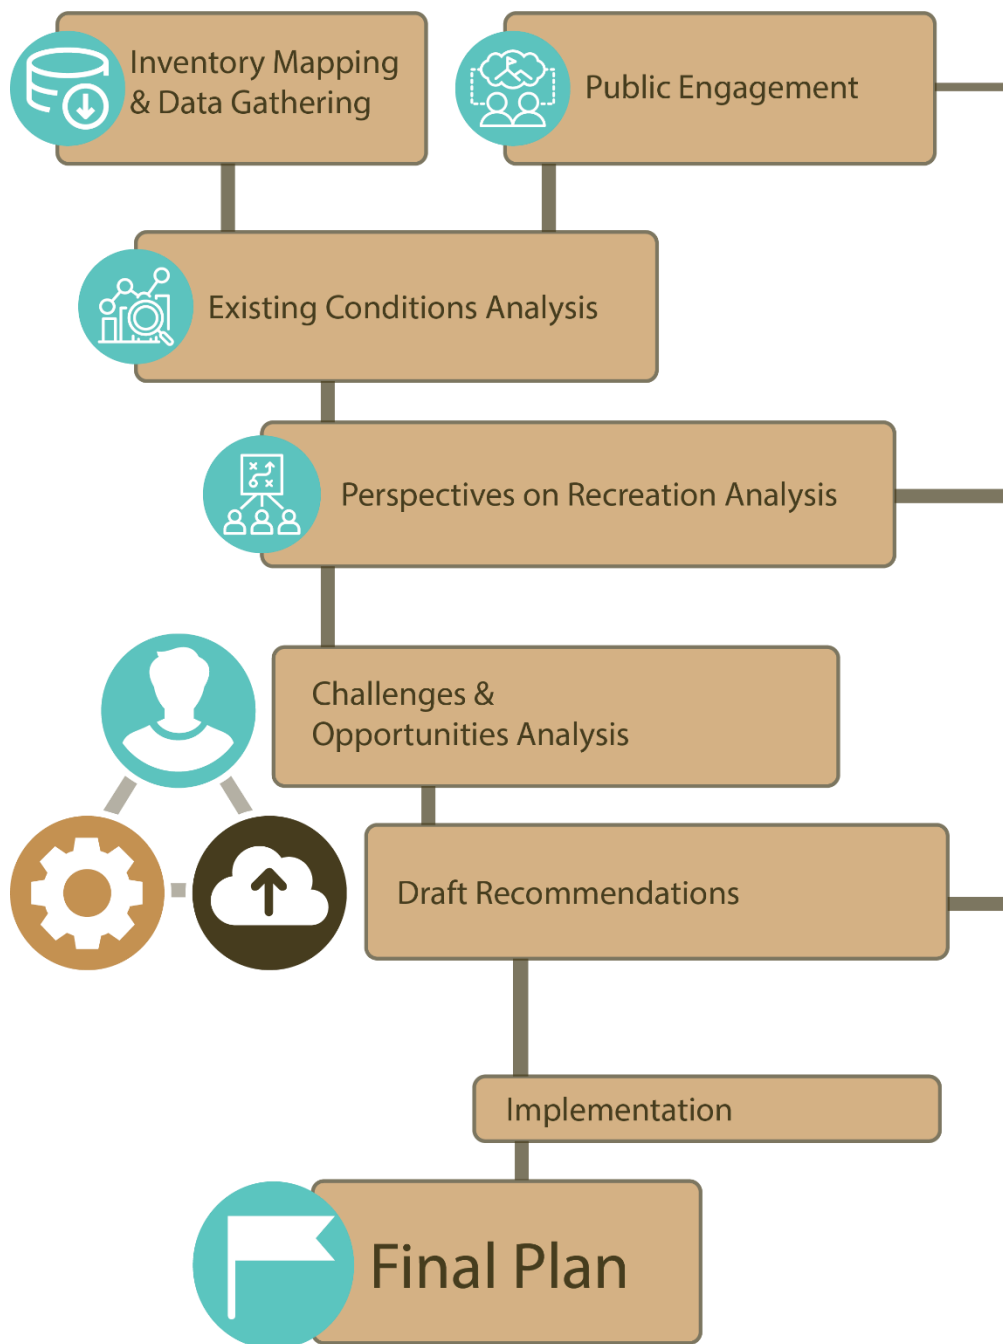 Inventory Mapping
& Data Gathering
Public Engagement
Existing Conditions Analysis
Perspectives on Recreation Analysis
Challenges &
Opportunities Analysis
Draft Recommendations
Implementation
Final Plan